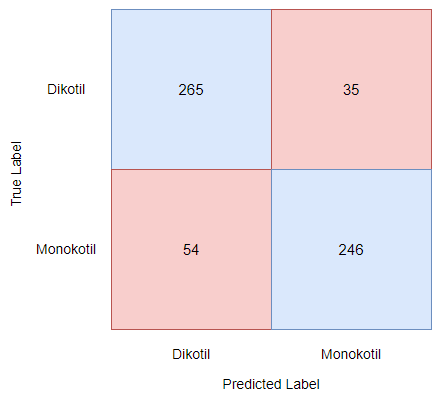 Dikotil
265
35
True Label
Monokotil
54
246
Dikotil
Monokotil
Predicted Label